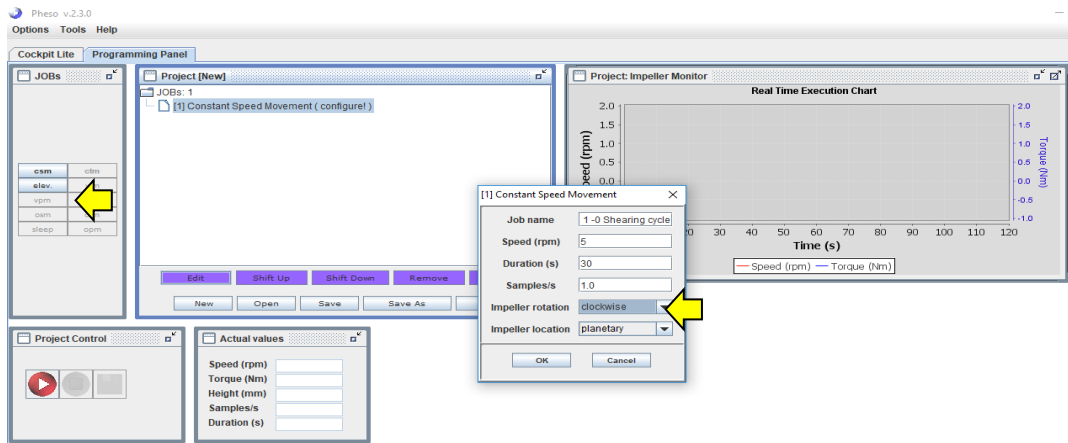 Pheso v.2.3.0
Options Tools Help
Cockpit Lite Programming Panel
JOBs
csm ctm
elev.
vpm
osm
sleep opm
Project [New]
JOBs: 1
[1] Constant Speed Movement ( configure! )
Edit Shift Up Shift Down Remove
New Open Save Save As
Project: Impeller Monitor
Real Time Execution Chart
Speed (rpm)
2.0
1.5
1.0
0.5
0.0
2.0
1.5
1.0
0.5
0.0
-0.5
-1.0
Torque (Nm)
30 40 50 60 70 80 90 100 110 120
Time (s)
Speed (rpm) Torque (Nm)
[1] Constant Speed Movement
Job name 1 -0 Shearing cycle
Speed (rpm) 5
Duration (s) 30
Samples/s 1.0
Impeller rotation clockwise
Impeller location planetary
OK Cancel
Project Control
Actual values
Speed (rpm)
Torque (Nm)
Height (mm)
Samples/s
Duration (s)